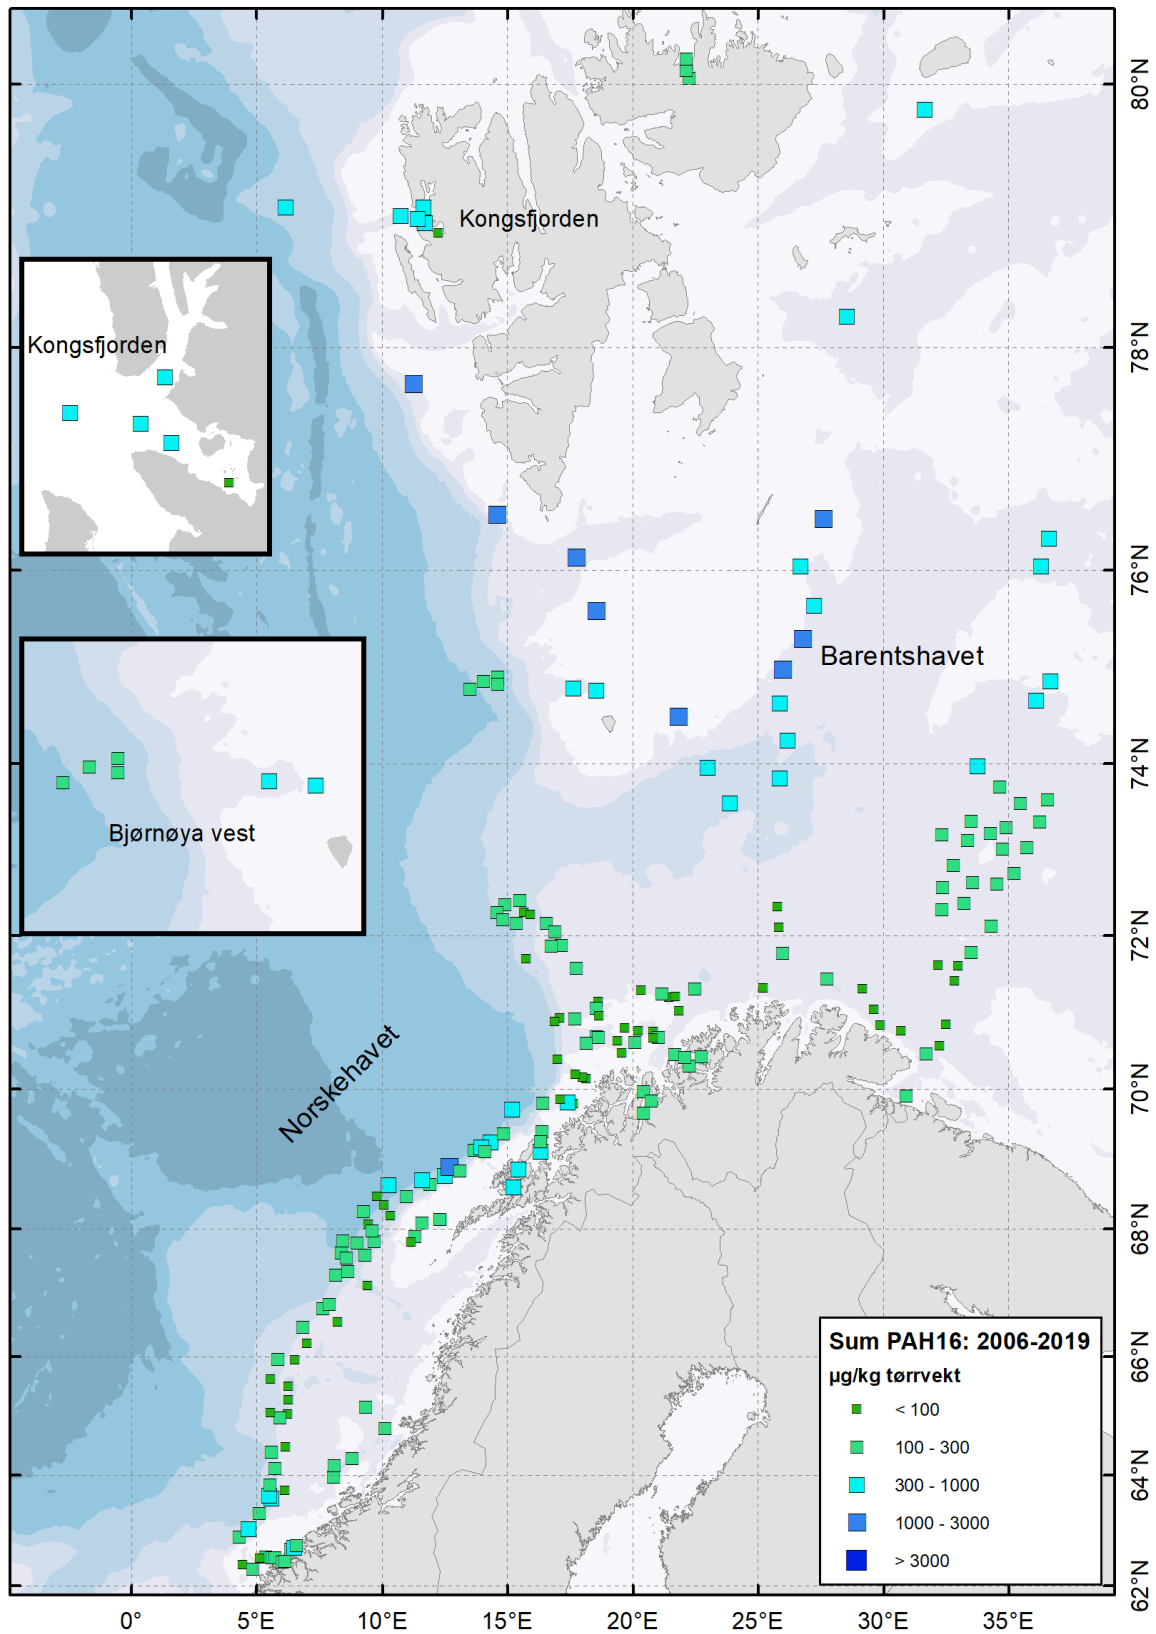 80°N
Kongsfjorden
78°N
Kongsfjorden
76°N
Barentshavet
74°N
Bjørnøya vest
72°N
Norskehavet
70°N
68°N
66°N
64°N
62°N
Sum PAH16: 2006-2019
µg/kg tørrvekt
< 100
100 - 300
300 - 1000
1000 - 3000
> 3000
0°
5°E
10°E
15°E
20°E
25°E
30°E
35°E